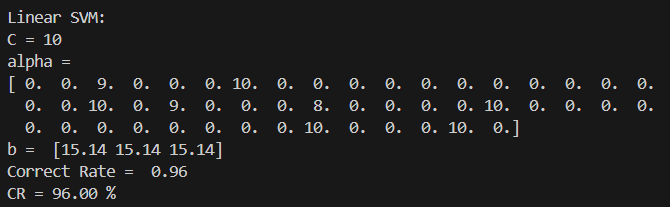 Linear SVM:
C = 10
alpha =
[ 0. 0. 9. 0. 0. 0. 10. 0. 0. 0. 0. 0. 0. 0. 0. 0. 0. 0.
0. 0. 10. 0. 9. 0. 0. 0. 8. 0. 0. 0. 0. 10. 0. 0. 0. 0.
0. 0. 0. 0. 0. 0. 0. 0. 10. 0. 0. 0. 10. 0.]
b =  [15.14 15.14 15.14]
Correct Rate =  0.96
CR = 96.00 %